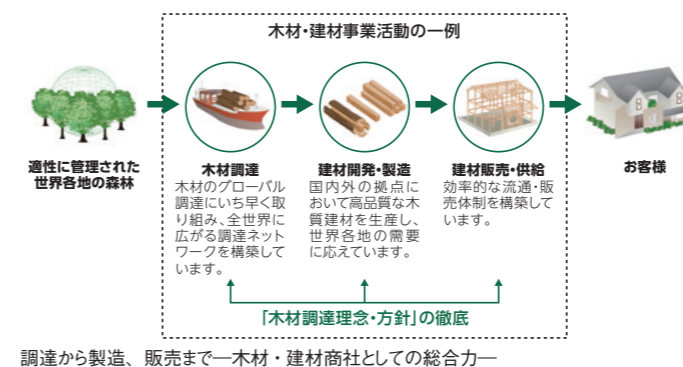 木材・建材事業活動の一例
適性に管理された
世界各地の森林
木材調達
木材のグローバル
調達にいち早く取
り組み、全世界に
広がる調達ネット
ワークを構築して
います。
建材開発・製造
国内外の拠点に
おいて高品質な木
質建材を生産し、
世界各地の需要
に応えています。
建材販売・供給
効率的な流通・販
売体制を構築して
います。
お客様
「木材調達理念・方針」の徹底
調達から製造、販売まで―木材・建材商社としての総合力―